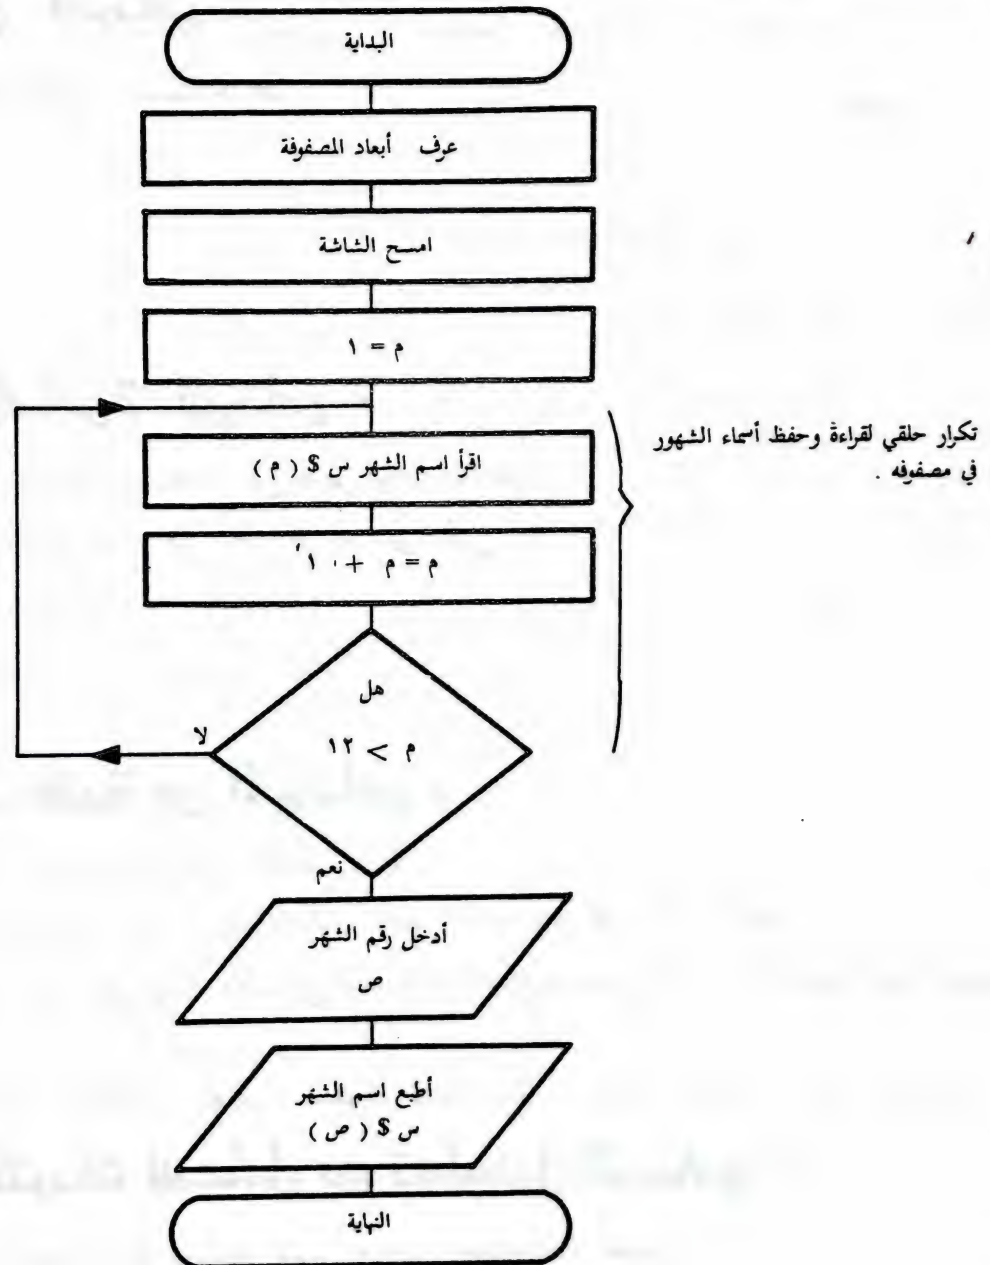 البداية
عرف أبعاد المصفوفة
امسح الشاشة
م = ١
اقرأ اسم الشهر س $ ( م )
تكرار حلقي لقراءة وحفظ أسماء الشهور
في مصفوفه .
م = م + ١
هل
م > ١٢
لا
نعم
أدخل رقم الشهر
ص
أطبع اسم الشهر
س $ ( ص )
النهاية